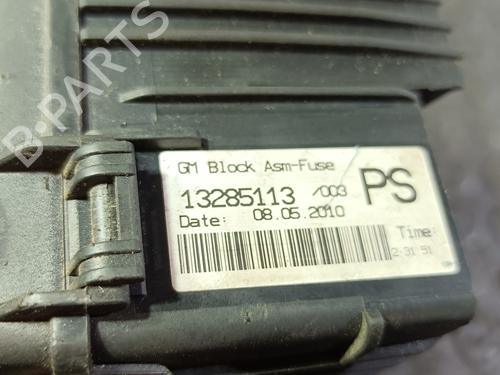 B-PARTS
GM Block Asm-Fuse
13285113 /003 PS
Date: 08.05.2010
Time
2:31 51